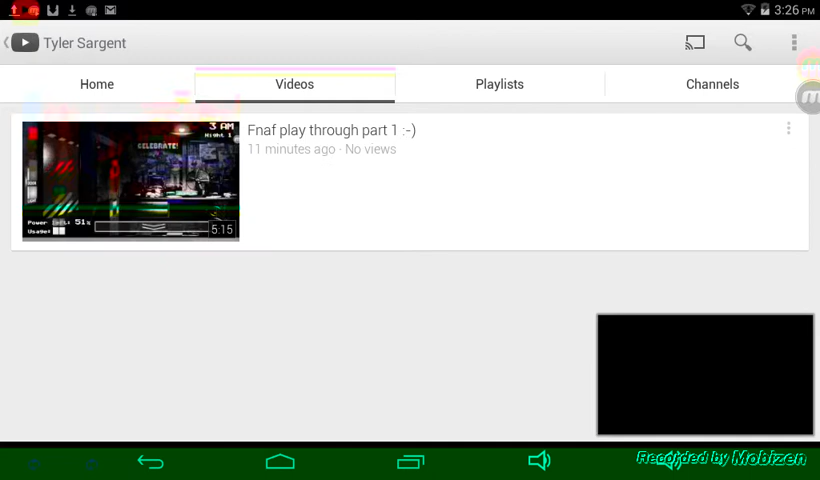 3:26 PM
Tyler Sargent
Home
Videos
Playlists
Channels
Fnaf play through part 1 :-)
11 minutes ago · No views
3 AM
Night 1
CELEBRATE!
Power left: 51%
Usage:
5:15
Recorded by Mobizen